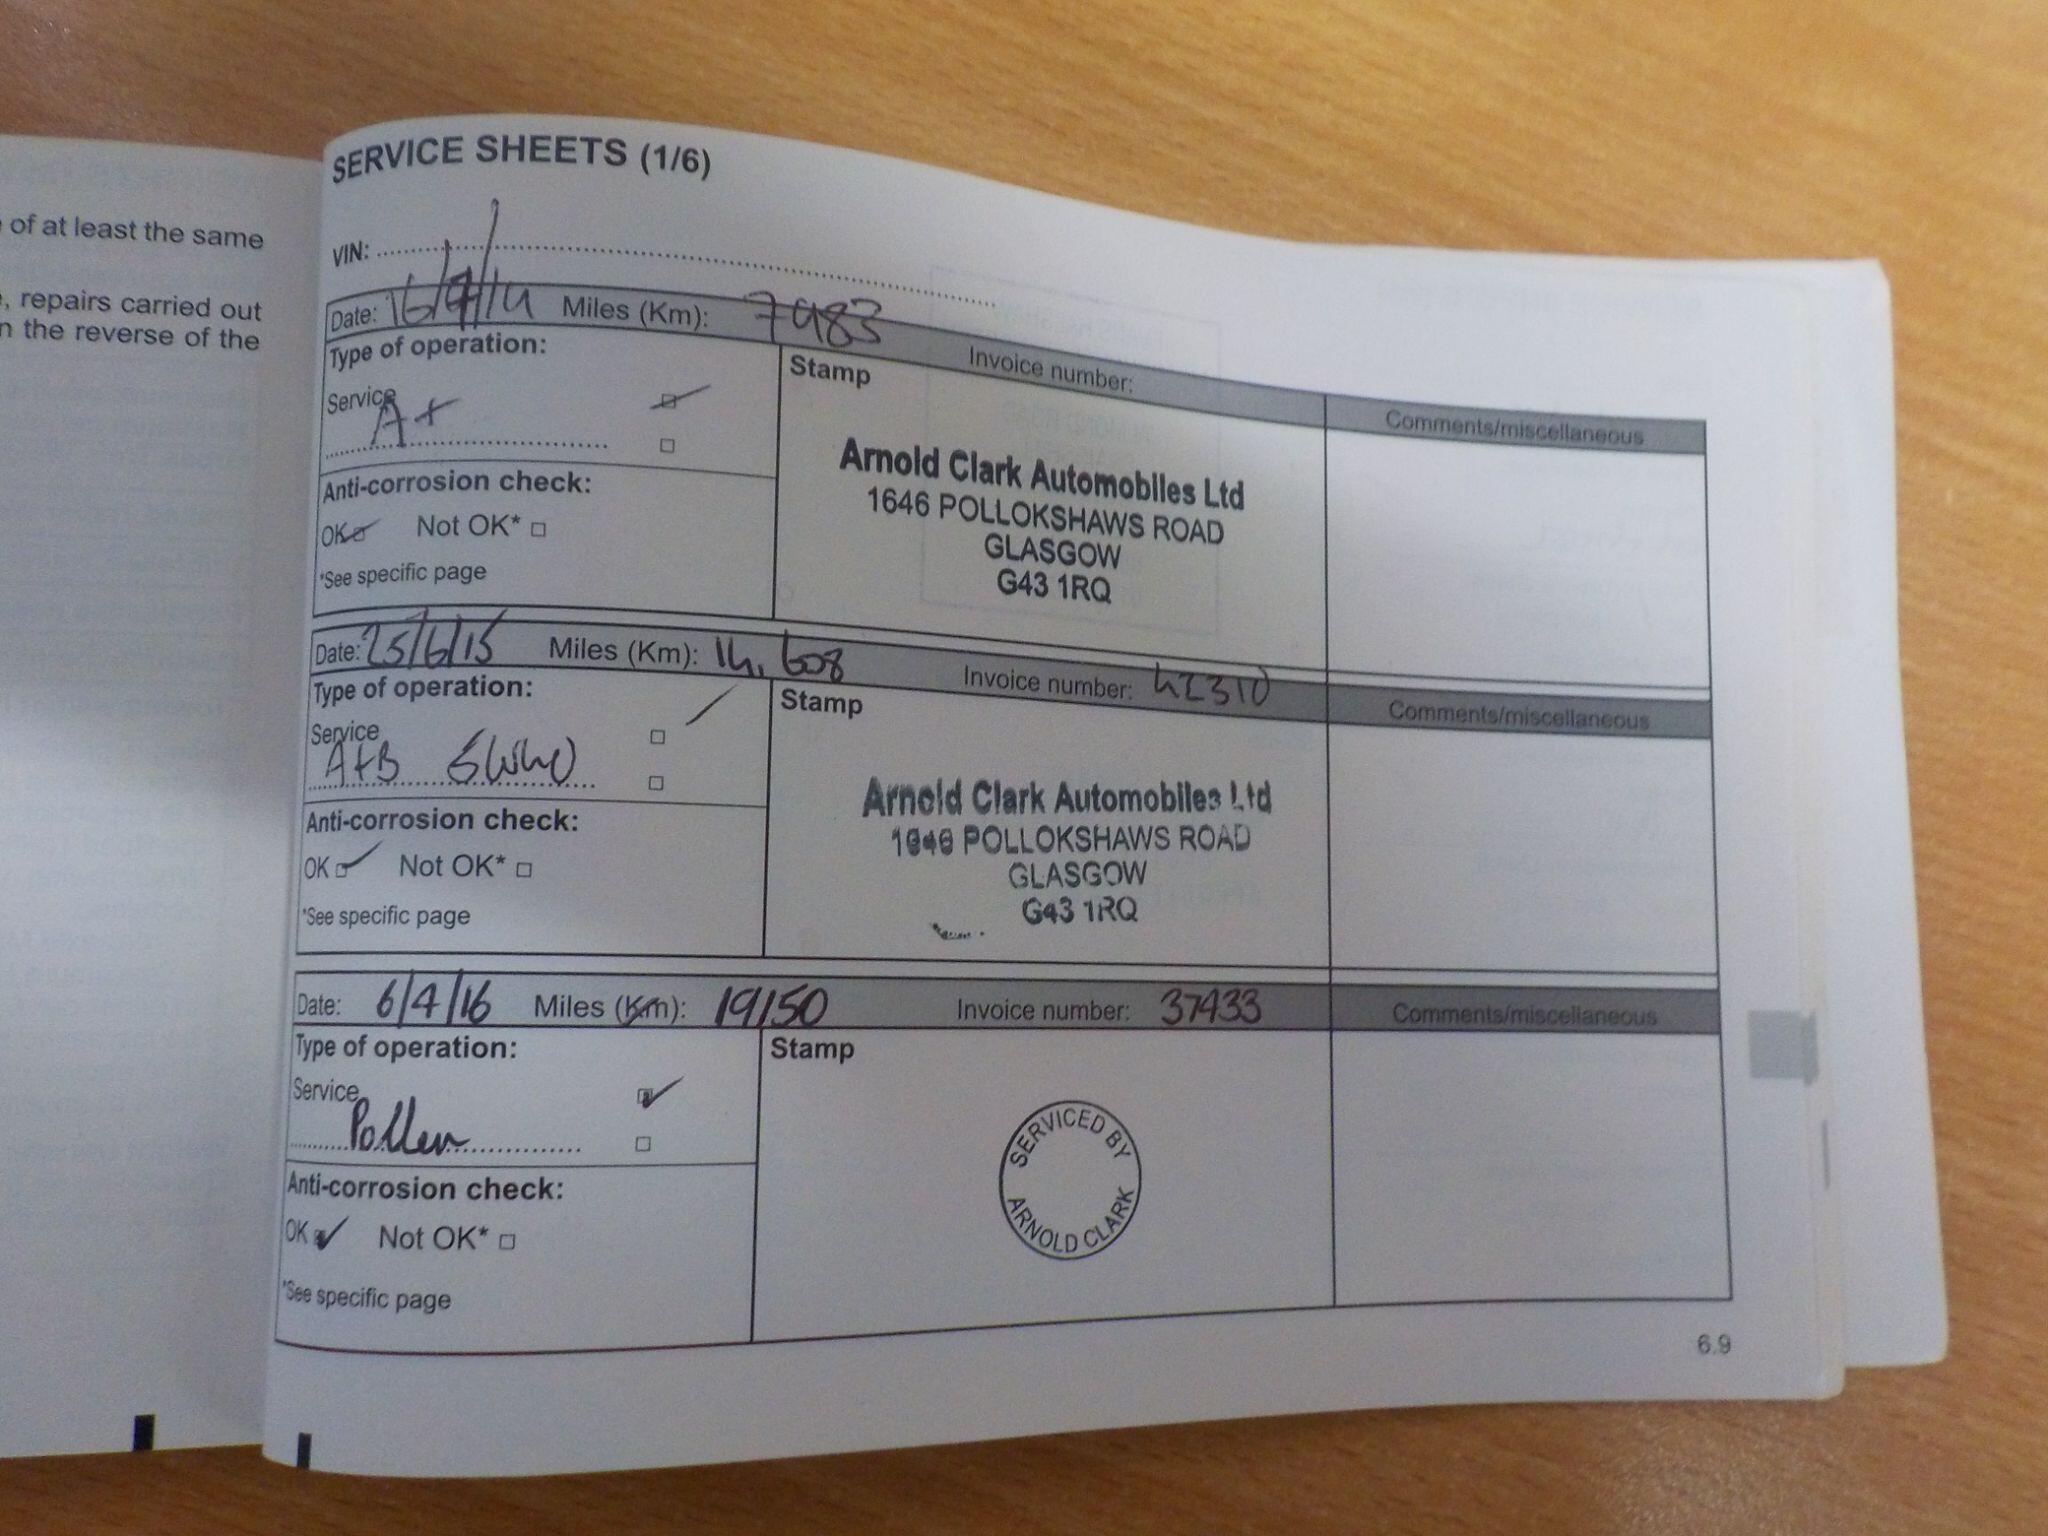 of at least the same
, repairs carried out
n the reverse of the
SERVICE SHEETS (1/6)
VIN:
Date: 16/7/14 Miles (Km): 7983 Invoice number:
Type of operation:
Stamp
Comments/miscellaneous
Service
A+
Anti-corrosion check:
OK Not OK*
*See specific page
Arnold Clark Automobiles Ltd
1646 POLLOKSHAWS ROAD
GLASGOW
G43 1RQ
Date: 25/6/15 Miles (Km): 14,608 Invoice number: 42310
Type of operation:
Stamp
Comments/miscellaneous
Service
A+B
Anti-corrosion check:
OK Not OK*
*See specific page
Arnold Clark Automobiles Ltd
1646 POLLOKSHAWS ROAD
GLASGOW
G43 1RQ
Date: 6/4/16 Miles (Km): 19150 Invoice number: 37433
Comments/miscellaneous
Type of operation:
Stamp
Service
Pollen
Anti-corrosion check:
OK Not OK*
*See specific page
SERVICED BY
ARNOLD CLARK
6.9